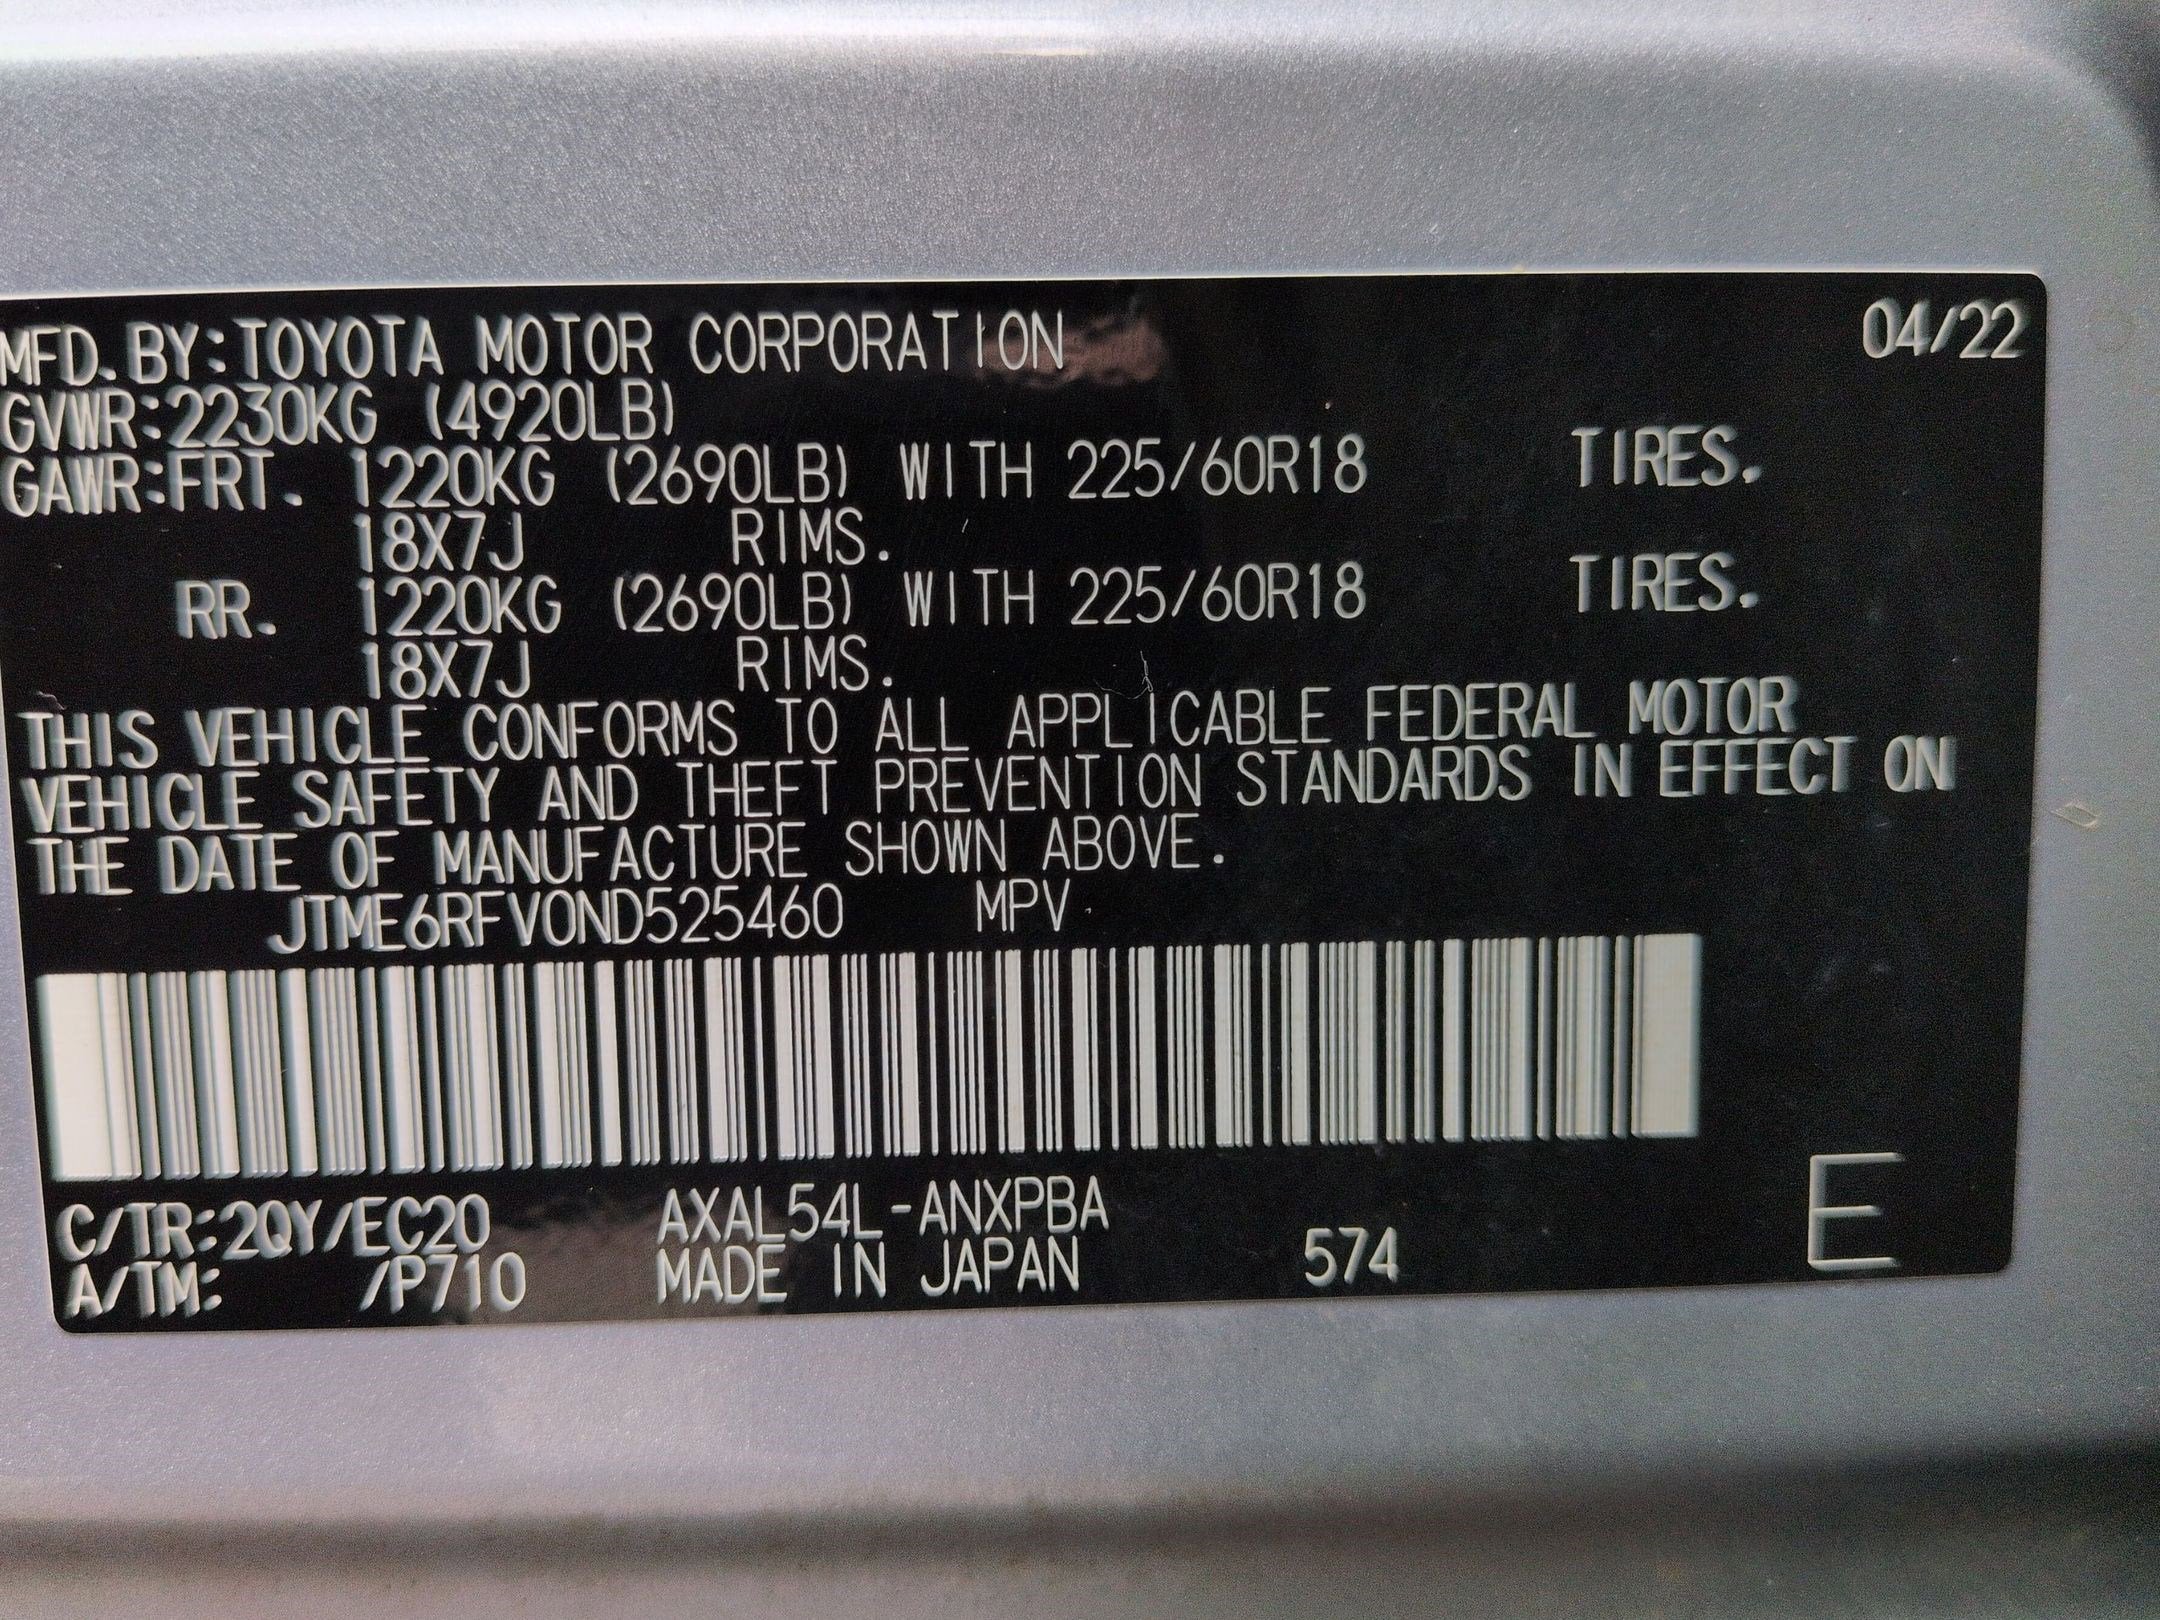 MFD. BY:TOYOTA MOTOR CORPORATION 04/22
GVWR:2230KG (4920LB)
GAWR:FRT. 1220KG (2690LB) WITH 225/60R18 TIRES.
18X7J RIMS.
RR. 1220KG (2690LB) WITH 225/60R18 TIRES.
18X7J RIMS.
THIS VEHICLE CONFORMS TO ALL APPLICABLE FEDERAL MOTOR
VEHICLE SAFETY AND THEFT PREVENTION STANDARDS IN EFFECT ON
THE DATE OF MANUFACTURE SHOWN ABOVE.
JTME6RFV0ND525460 MPV
C/TR:2QY/EC20 AXAL54L-ANXPBA
A/TM: /P710 MADE IN JAPAN 574 E